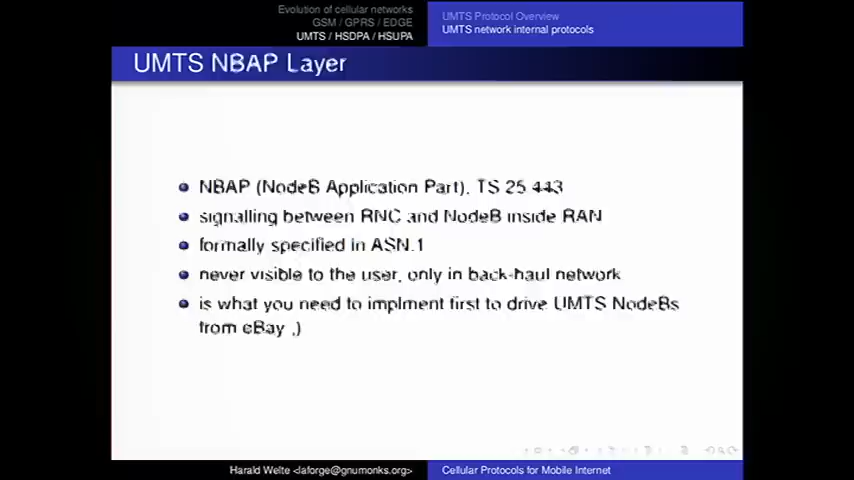 Evolution of cellular networks
GSM / GPRS / EDGE
UMTS / HSDPA / HSUPA
UMTS Protocol Overview
UMTS network internal protocols
UMTS NBAP Layer
NBAP (NodeB Application Part), TS 25 443
signalling between RNC and NodeB inside RAN
formally specified in ASN.1
never visible to the user, only in back-haul network
is what you need to implment first to drive UMTS NodeBs
from eBay ,)
Harald Welte <laforge@gnumonks.org>
Cellular Protocols for Mobile Internet